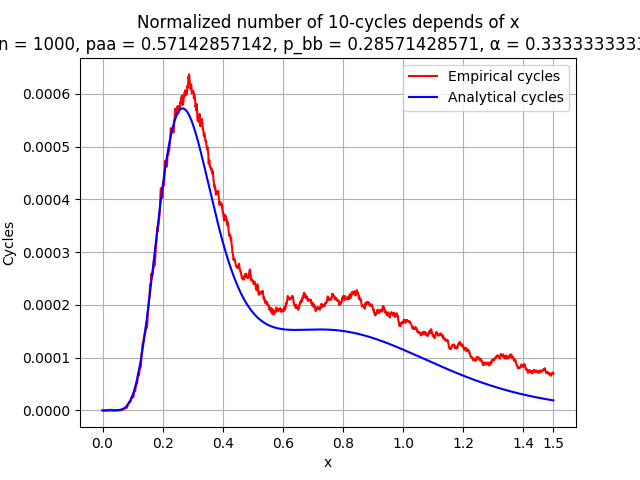 Normalized number of 10-cycles depends of x
n = 1000, paa = 0.57142857142, p_bb = 0.28571428571, α = 0.3333333333
Empirical cycles
Analytical cycles
0.0006
0.0005
0.0004
0.0003
0.0002
0.0001
0.0000
Cycles
0.0 0.2 0.4 0.6 0.8 1.0 1.2 1.4 1.5
x